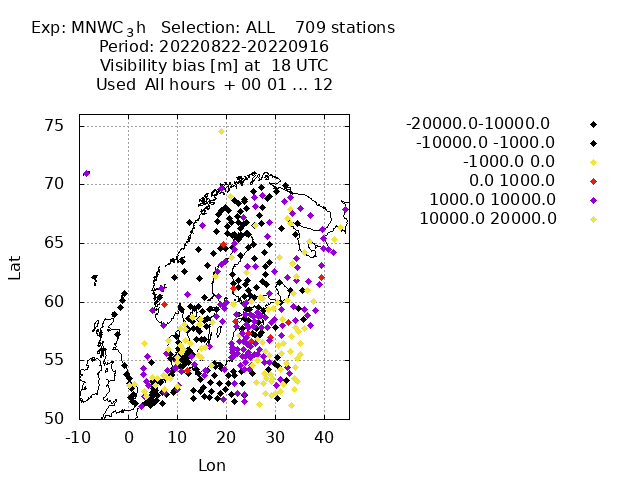 Exp: MNWC3h Selection: ALL 709 stations
Period: 20220822-20220916
Visibility bias [m] at 18 UTC
Used All hours + 00 01 ... 12
-20000.0-10000.0
-10000.0 -1000.0
-1000.0 0.0
0.0 1000.0
1000.0 10000.0
10000.0 20000.0
75
70
65
60
55
50
Lat
-10 0 10 20 30 40
Lon